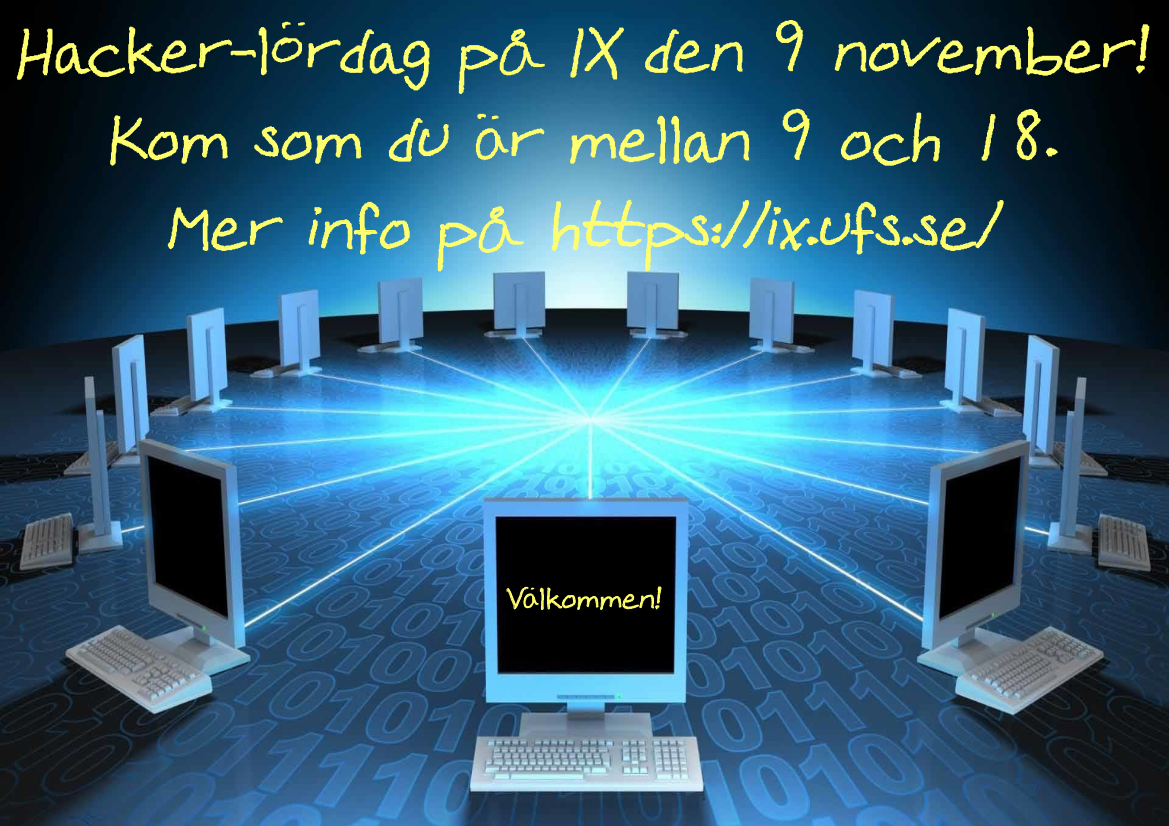 Hacker-lördag på IX den 9 november!
Kom som du är mellan 9 och 18.
Mer info på https://ix.ufs.se/
Välkommen!